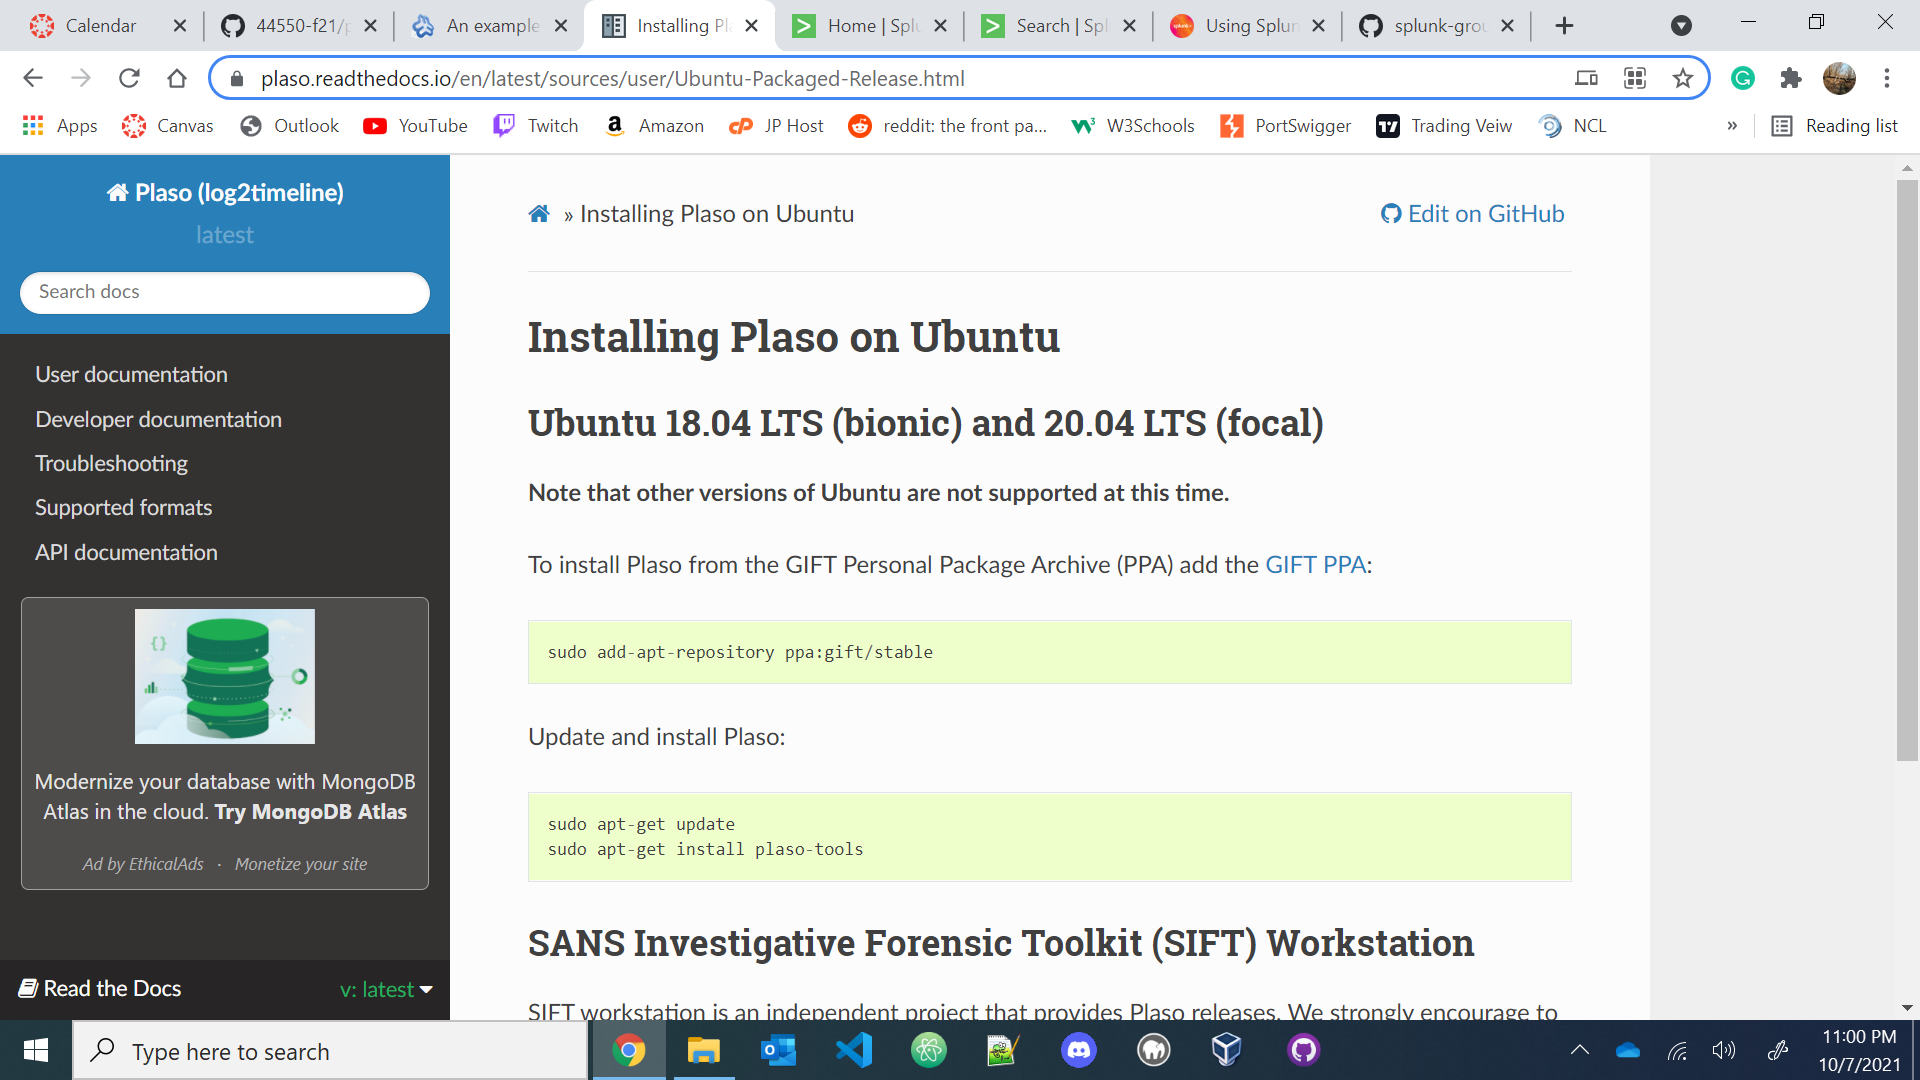 Calendar
44550-f21/p
An example
Installing Pla
Home | Splu
Search | Spl
Using Splun
splunk-grou
plaso.readthedocs.io/en/latest/sources/user/Ubuntu-Packaged-Release.html
Apps
Canvas
Outlook
YouTube
Twitch
Amazon
JP Host
reddit: the front pa...
W3Schools
PortSwigger
Trading Veiw
NCL
»
Reading list
Plaso (log2timeline)
latest
Search docs
User documentation
Developer documentation
Troubleshooting
Supported formats
API documentation
Modernize your database with MongoDB
Atlas in the cloud. Try MongoDB Atlas
Ad by EthicalAds · Monetize your site
Read the Docs
v: latest
» Installing Plaso on Ubuntu
Edit on GitHub
Installing Plaso on Ubuntu
Ubuntu 18.04 LTS (bionic) and 20.04 LTS (focal)
Note that other versions of Ubuntu are not supported at this time.
To install Plaso from the GIFT Personal Package Archive (PPA) add the GIFT PPA:
sudo add-apt-repository ppa:gift/stable
Update and install Plaso:
sudo apt-get update
sudo apt-get install plaso-tools
SANS Investigative Forensic Toolkit (SIFT) Workstation
SIFT workstation is an independent project that provides Plaso releases. We strongly encourage to
Type here to search
11:00 PM
10/7/2021